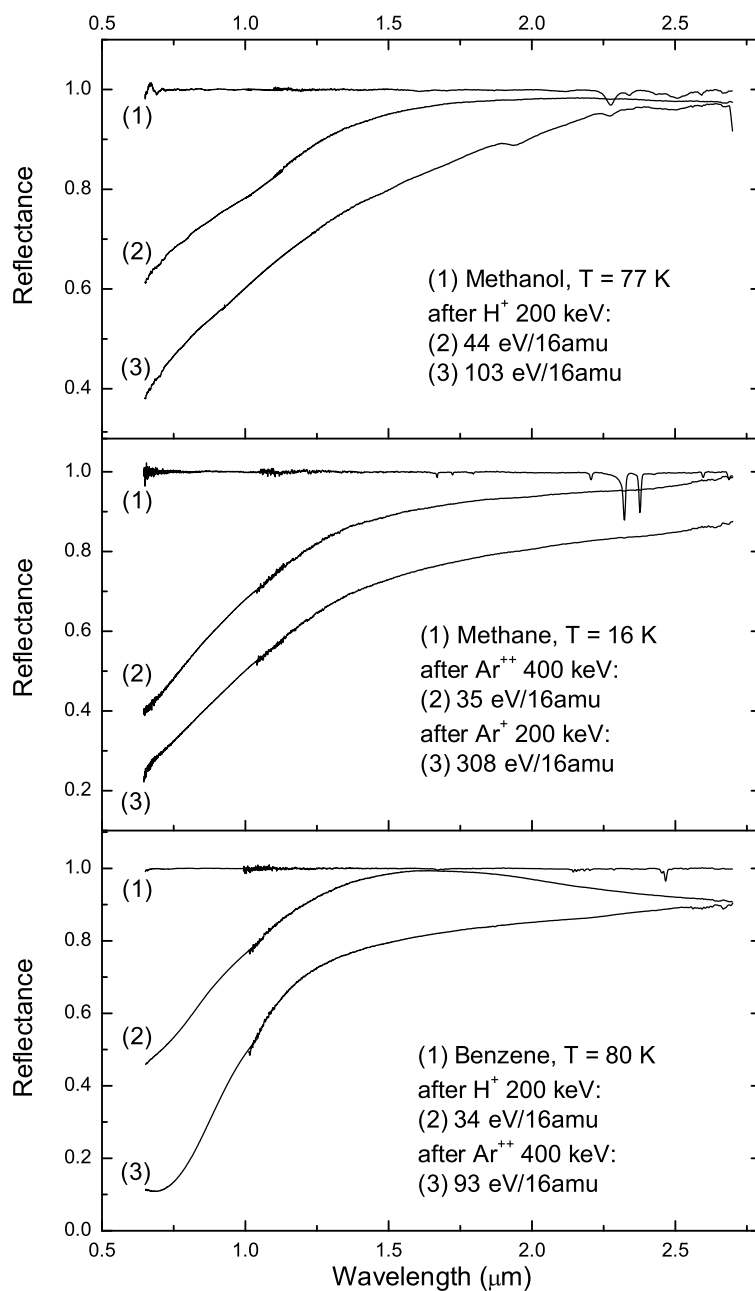 0.5 1.0 1.5 2.0 2.5
1.0
0.8
0.6
0.4
Reflectance
(1)
(2)
(3)
(1) Methanol, T = 77 K
after H⁺ 200 keV:
(2) 44 eV/16amu
(3) 103 eV/16amu
1.0
0.8
0.6
0.4
0.2
Reflectance
(1)
(2)
(3)
(1) Methane, T = 16 K
after Ar⁺⁺ 400 keV:
(2) 35 eV/16amu
after Ar⁺ 200 keV:
(3) 308 eV/16amu
1.0
0.8
0.6
0.4
0.2
0.0
Reflectance
(1)
(2)
(3)
(1) Benzene, T = 80 K
after H⁺ 200 keV:
(2) 34 eV/16amu
after Ar⁺⁺ 400 keV:
(3) 93 eV/16amu
0.5 1.0 1.5 2.0 2.5
Wavelength (μm)